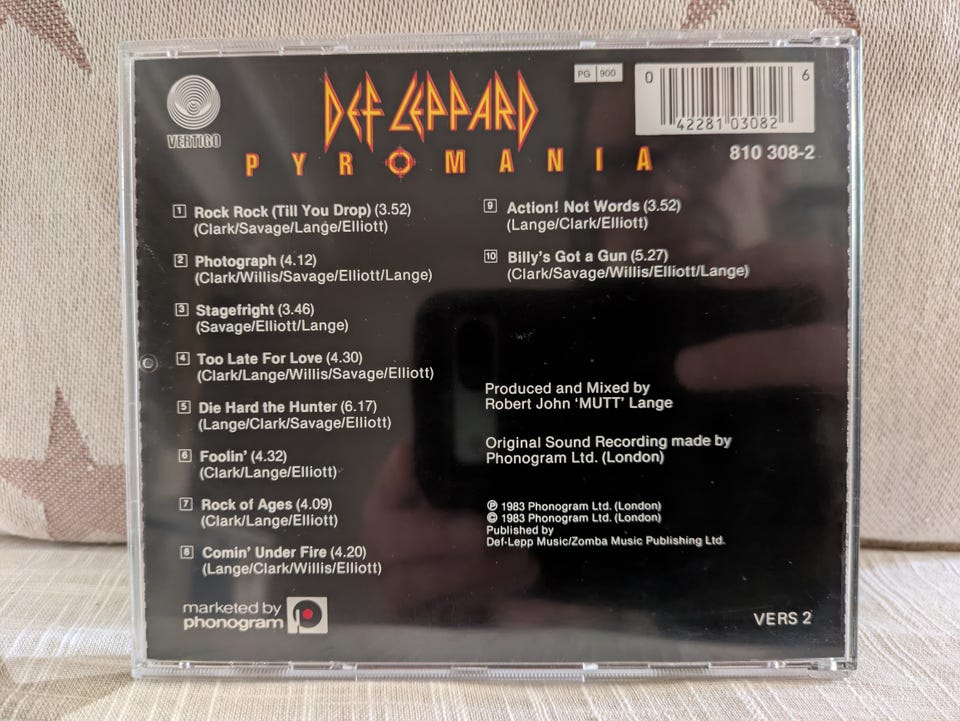 VERTIGO
DEF LEPPARD
PYROMANIA
PG 900
0 42281 03082 6
810 308-2
1 Rock Rock (Till You Drop) (3.52)
(Clark/Savage/Lange/Elliott)
2 Photograph (4.12)
(Clark/Willis/Savage/Elliott/Lange)
3 Stagefright (3.46)
(Savage/Elliott/Lange)
4 Too Late For Love (4.30)
(Clark/Lange/Willis/Savage/Elliott)
5 Die Hard the Hunter (6.17)
(Lange/Clark/Savage/Elliott)
6 Foolin' (4.32)
(Clark/Lange/Elliott)
7 Rock of Ages (4.09)
(Clark/Lange/Elliott)
8 Comin' Under Fire (4.20)
(Lange/Clark/Willis/Elliott)
9 Action! Not Words (3.52)
(Lange/Clark/Elliott)
10 Billy's Got a Gun (5.27)
(Clark/Savage/Willis/Elliott/Lange)
Produced and Mixed by
Robert John 'MUTT' Lange
Original Sound Recording made by
Phonogram Ltd. (London)
℗ 1983 Phonogram Ltd. (London)
© 1983 Phonogram Ltd. (London)
Published by
Def-Lepp Music/Zomba Music Publishing Ltd.
marketed by
phonogram
VERS 2